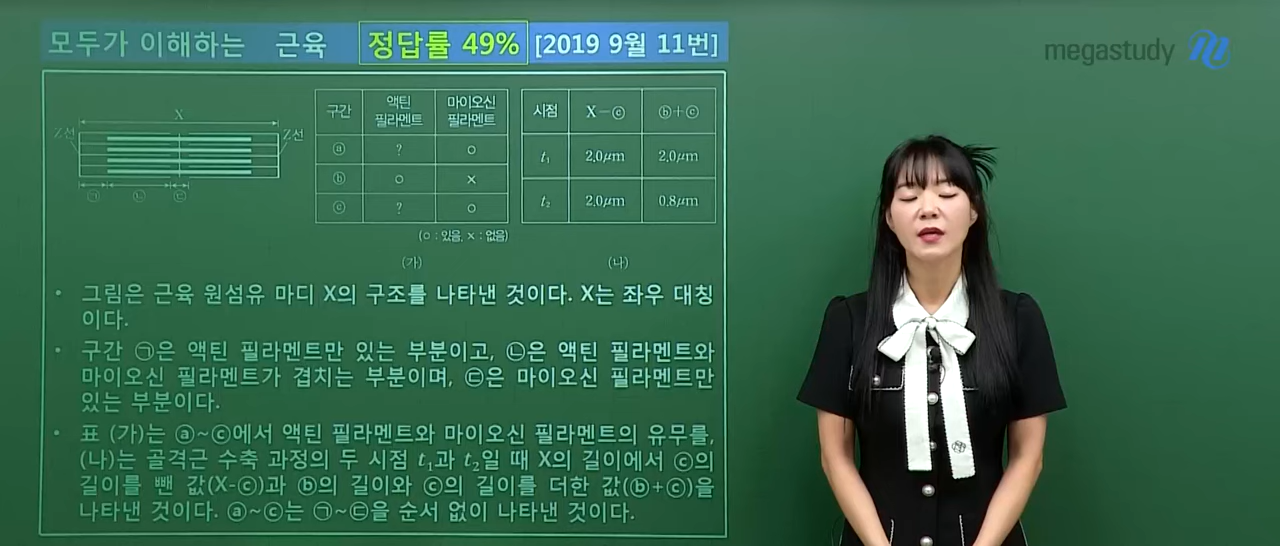 모두가 이해하는 근육 정답률 49% [2019 9월 11번]
megastudy
X
Z선 Z선
㉠ ㉡ ㉢
구간 액틴 필라멘트 마이오신 필라멘트
ⓐ ? ○
ⓑ ○ ×
ⓒ ? ○
(○ : 있음, × : 없음)
(가)
시점 X-ⓒ ⓑ+ⓒ
t₁ 2.0μm 2.0μm
t₂ 2.0μm 0.8μm
(나)
• 그림은 근육 원섬유 마디 X의 구조를 나타낸 것이다. X는 좌우 대칭
이다.
• 구간 ㉠은 액틴 필라멘트만 있는 부분이고, ㉡은 액틴 필라멘트와
마이오신 필라멘트가 겹치는 부분이며, ㉢은 마이오신 필라멘트만
있는 부분이다.
• 표 (가)는 ⓐ~ⓒ에서 액틴 필라멘트와 마이오신 필라멘트의 유무를,
(나)는 골격근 수축 과정의 두 시점 t₁과 t₂일 때 X의 길이에서 ⓒ의
길이를 뺀 값(X-ⓒ)과 ⓑ의 길이와 ⓒ의 길이를 더한 값(ⓑ+ⓒ)을
나타낸 것이다. ⓐ~ⓒ는 ㉠~㉢을 순서 없이 나타낸 것이다.